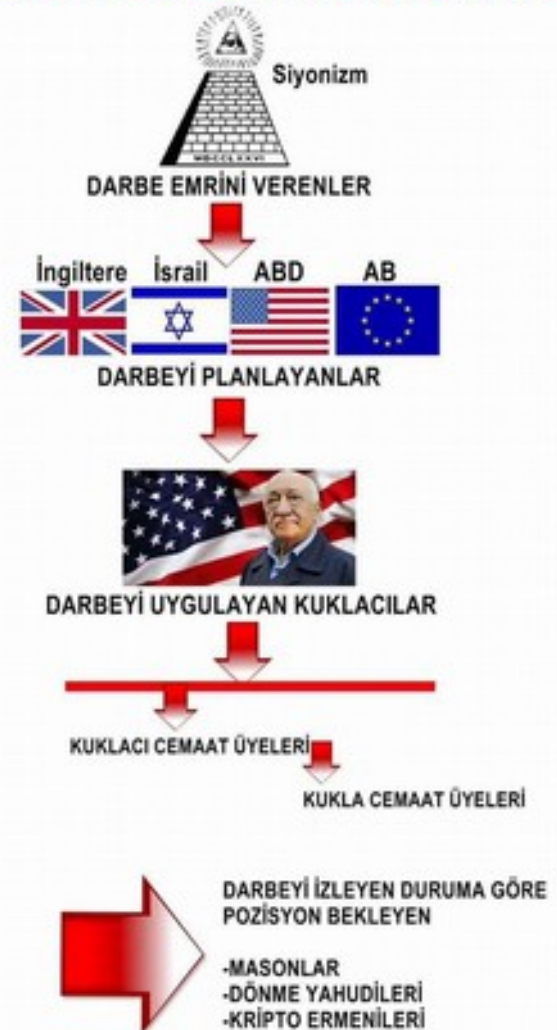 Siyonizm
MDCCLXXVI
DARBE EMRİNİ VERENLER
İngiltere İsrail ABD AB
DARBEYİ PLANLAYANLAR
DARBEYİ UYGULAYAN KUKLACILAR
KUKLACI CEMAAT ÜYELERİ
KUKLA CEMAAT ÜYELERİ
DARBEYİ İZLEYEN DURUMA GÖRE
POZİSYON BEKLEYEN
-MASONLAR
-DÖNME YAHUDİLERİ
-KRİPTO ERMENİLERİ